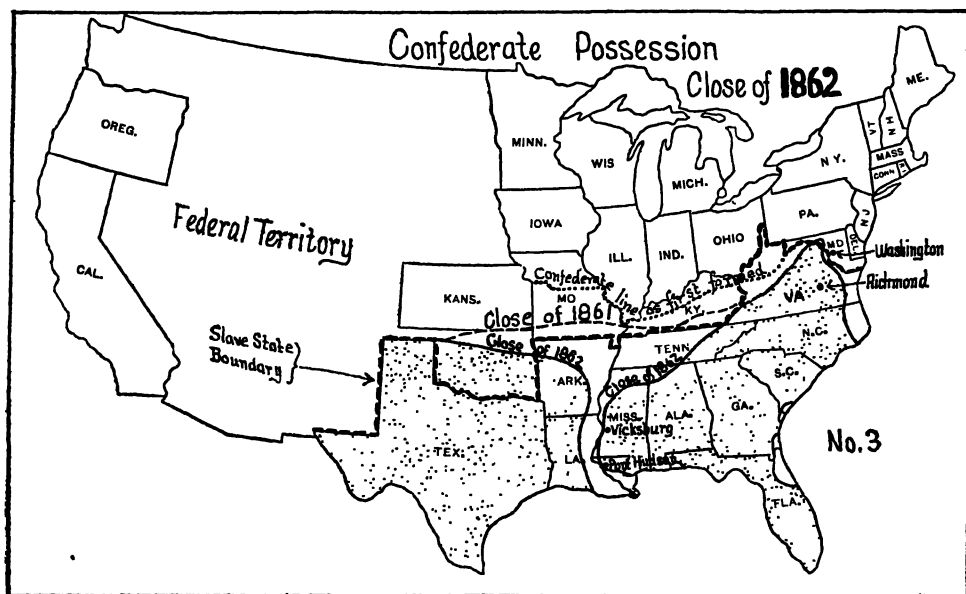 Confederate Possession
Close of 1862
ME.
OREG.
MINN.
VT
N H
WIS
MICH.
N.Y.
MASS
CONN
R.I.
IOWA
PA.
N.J.
Federal Territory
ILL.
IND.
OHIO
MD
DEL.
Washington
CAL.
Confederate line as first formed
Richmond
KANS.
MO
KY.
VA.
Close of 1861
Slave State
Boundary
Close of 1862
TENN.
N.C.
Close of 1862
ARK.
S.C.
MISS.
ALA.
GA.
Vicksburg
No. 3
TEX.
LA.
Port Hudson
FLA.